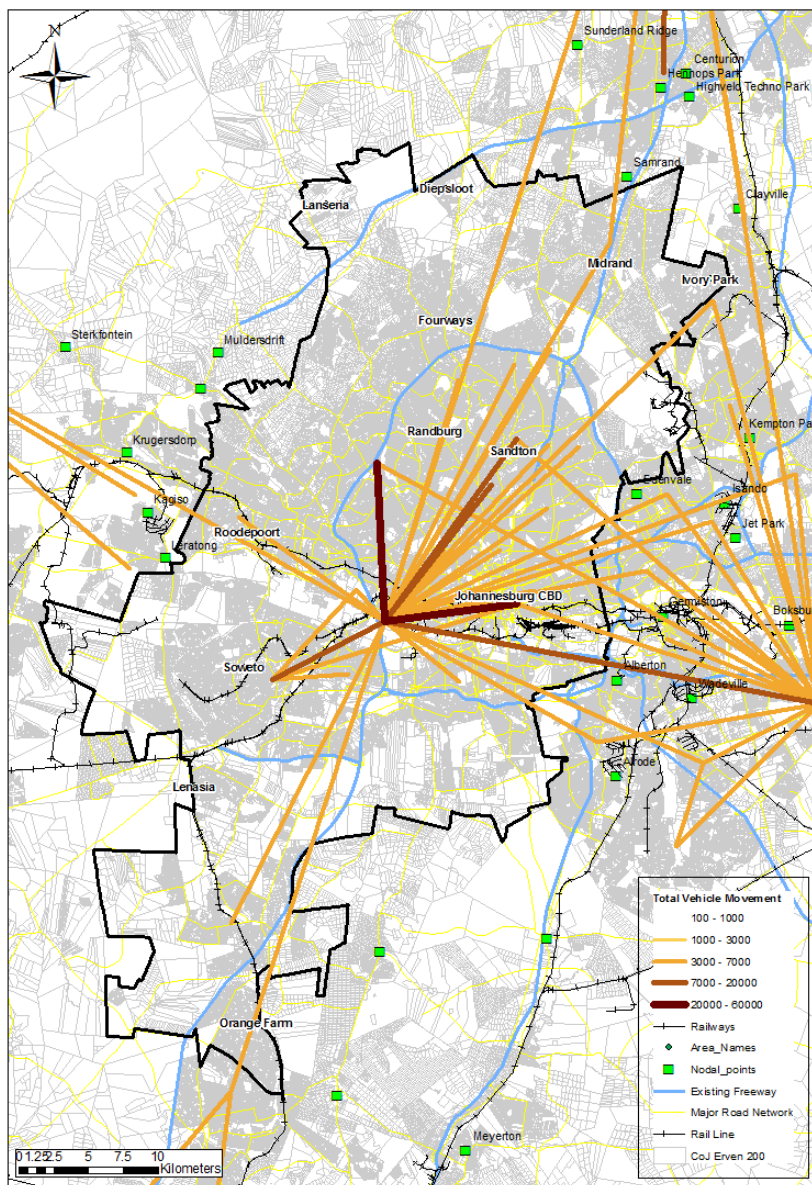 N
Sunderland Ridge
Centurion
Hennops Park
Highveld Techno Park
Samrand
Diepsloot
Lanseria
Clayville
Midrand
Ivory Park
Fourways
Sterkfontein
Muldersdrift
Randburg
Kempton Pa
Sandton
Krugersdorp
Edenvale
Isando
Kagiso
Roodepoort
Jet Park
Leratong
Johannesburg CBD
Germiston
Boksbu
Soweto
Alberton
Wadeville
Alrode
Lenasia
Orange Farm
Meyerton
Total Vehicle Movement
100 - 1000
1000 - 3000
3000 - 7000
7000 - 20000
20000 - 60000
Railways
Area_Names
Nodal_points
Existing Freeway
Major Road Network
Rail Line
CoJ Erven 200
0 1.25 2.5 5 7.5 10
Kilometers